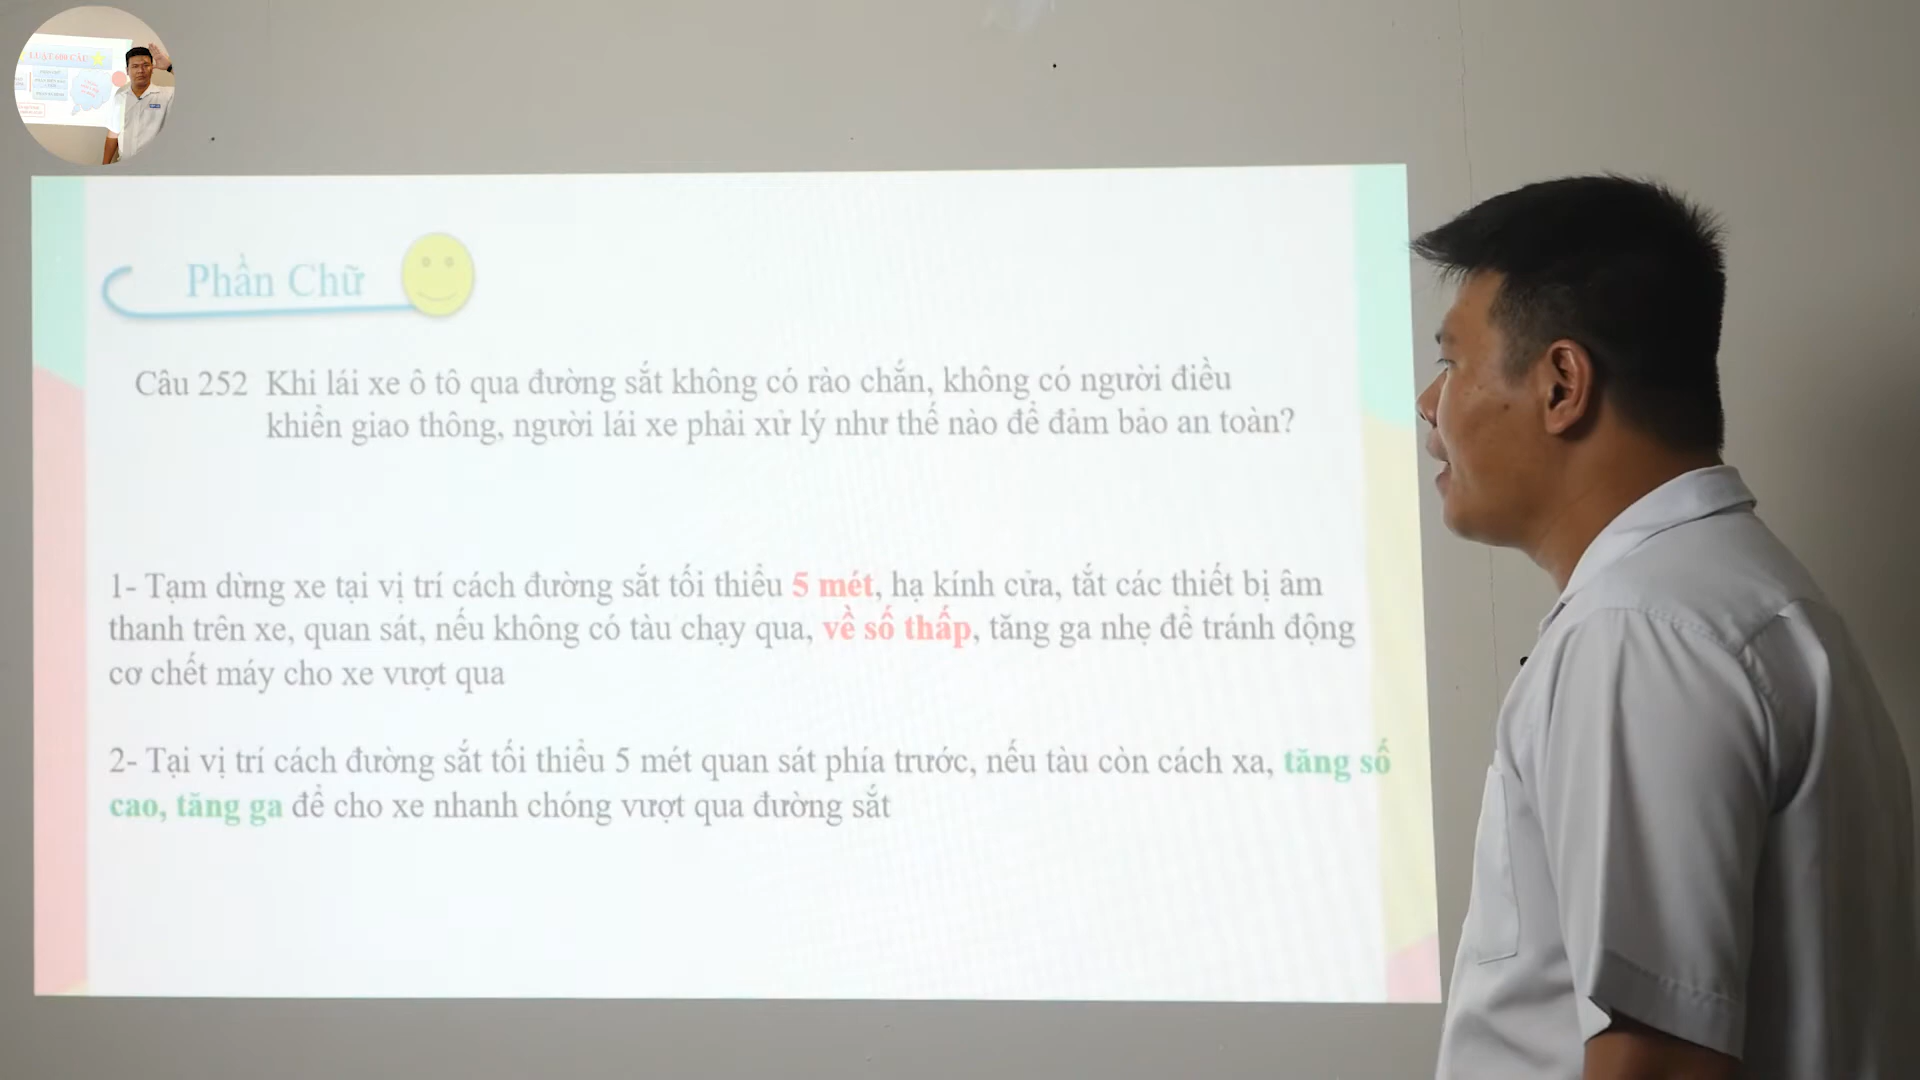 LUẬT 600 CÂU
Phần Chữ
Câu 252 Khi lái xe ô tô qua đường sắt không có rào chắn, không có người điều
khiển giao thông, người lái xe phải xử lý như thế nào để đảm bảo an toàn?
1- Tạm dừng xe tại vị trí cách đường sắt tối thiểu 5 mét, hạ kính cửa, tắt các thiết bị âm
thanh trên xe, quan sát, nếu không có tàu chạy qua, về số thấp, tăng ga nhẹ để tránh động
cơ chết máy cho xe vượt qua
2- Tại vị trí cách đường sắt tối thiểu 5 mét quan sát phía trước, nếu tàu còn cách xa, tăng số
cao, tăng ga để cho xe nhanh chóng vượt qua đường sắt